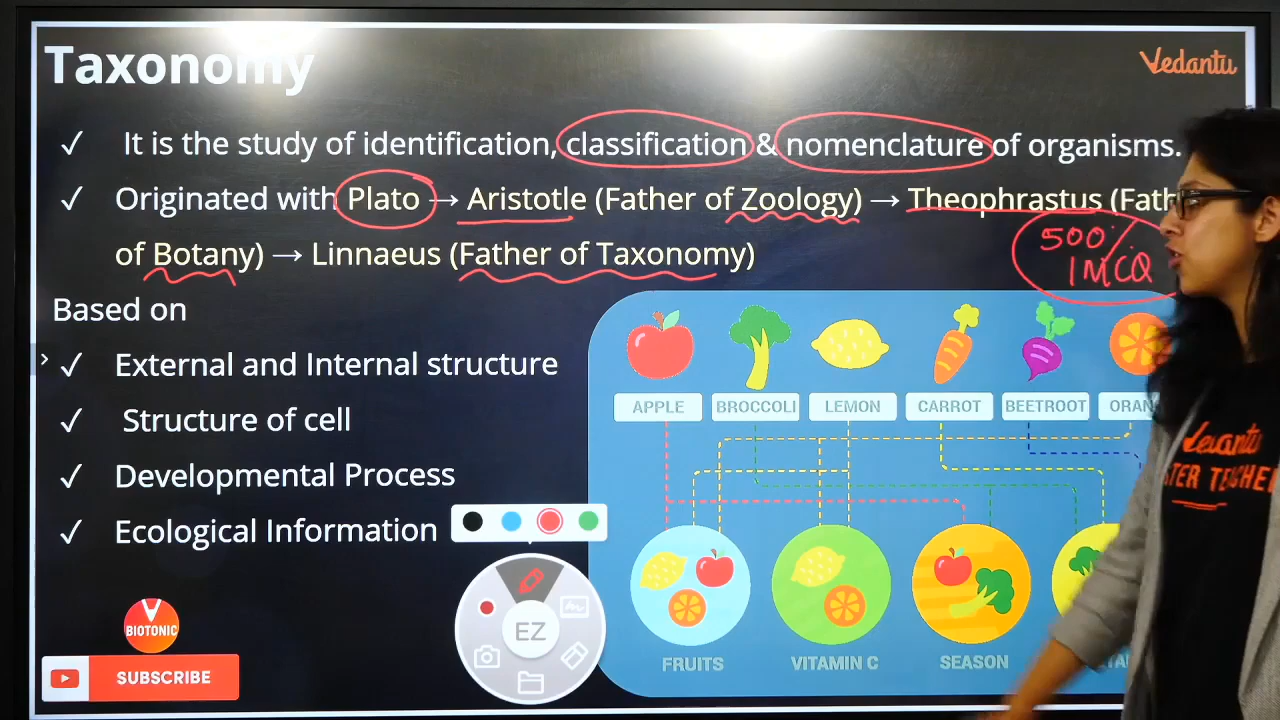 Taxonomy
Vedantu
✓ It is the study of identification, classification & nomenclature of organisms.
✓ Originated with Plato → Aristotle (Father of Zoology) → Theophrastus (Fath
of Botany) → Linnaeus (Father of Taxonomy)
500%
1 MCQ
Based on
✓ External and Internal structure
✓ Structure of cell
✓ Developmental Process
✓ Ecological Information
APPLE BROCCOLI LEMON CARROT BEETROOT ORAN
FRUITS VITAMIN C SEASON
EZ
V
BIOTONIC
SUBSCRIBE